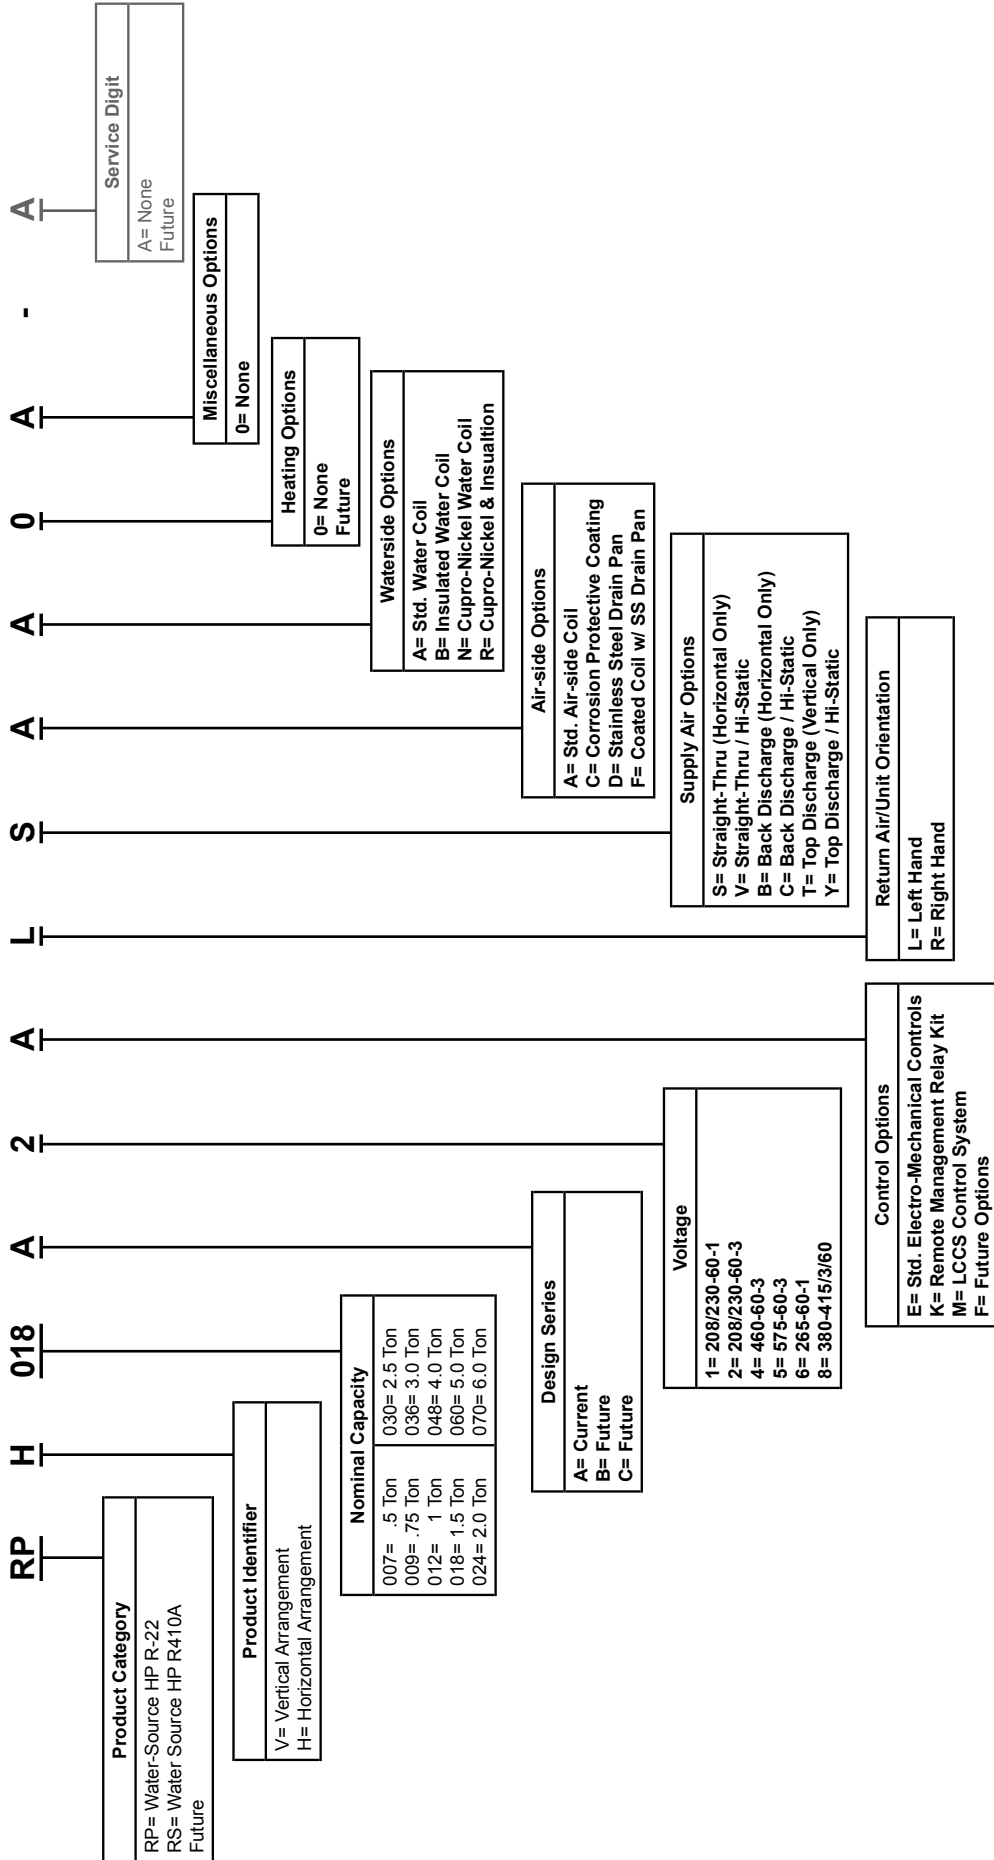 RP H 018 A 2 A L S A A 0 A - A
Product Category
RP= Water-Source HP R-22
RS= Water Source HP R410A
Future
Product Identifier
V= Vertical Arrangement
H= Horizontal Arrangement
Nominal Capacity
007= .5 Ton 030= 2.5 Ton
009= .75 Ton 036= 3.0 Ton
012= 1 Ton 048= 4.0 Ton
018= 1.5 Ton 060= 5.0 Ton
024= 2.0 Ton 070= 6.0 Ton
Design Series
A= Current
B= Future
C= Future
Voltage
1= 208/230-60-1
2= 208/230-60-3
4= 460-60-3
5= 575-60-3
6= 265-60-1
8= 380-415/3/60
Control Options
E= Std. Electro-Mechanical Controls
K= Remote Management Relay Kit
M= LCCS Control System
F= Future Options
Return Air/Unit Orientation
L= Left Hand
R= Right Hand
Supply Air Options
S= Straight-Thru (Horizontal Only)
V= Straight-Thru / Hi-Static
B= Back Discharge (Horizontal Only)
C= Back Discharge / Hi-Static
T= Top Discharge (Vertical Only)
Y= Top Discharge / Hi-Static
Air-side Options
A= Std. Air-side Coil
C= Corrosion Protective Coating
D= Stainless Steel Drain Pan
F= Coated Coil w/ SS Drain Pan
Waterside Options
A= Std. Water Coil
B= Insulated Water Coil
N= Cupro-Nickel Water Coil
R= Cupro-Nickel & Insualtion
Heating Options
0= None
Future
Miscellaneous Options
0= None
Service Digit
A= None
Future